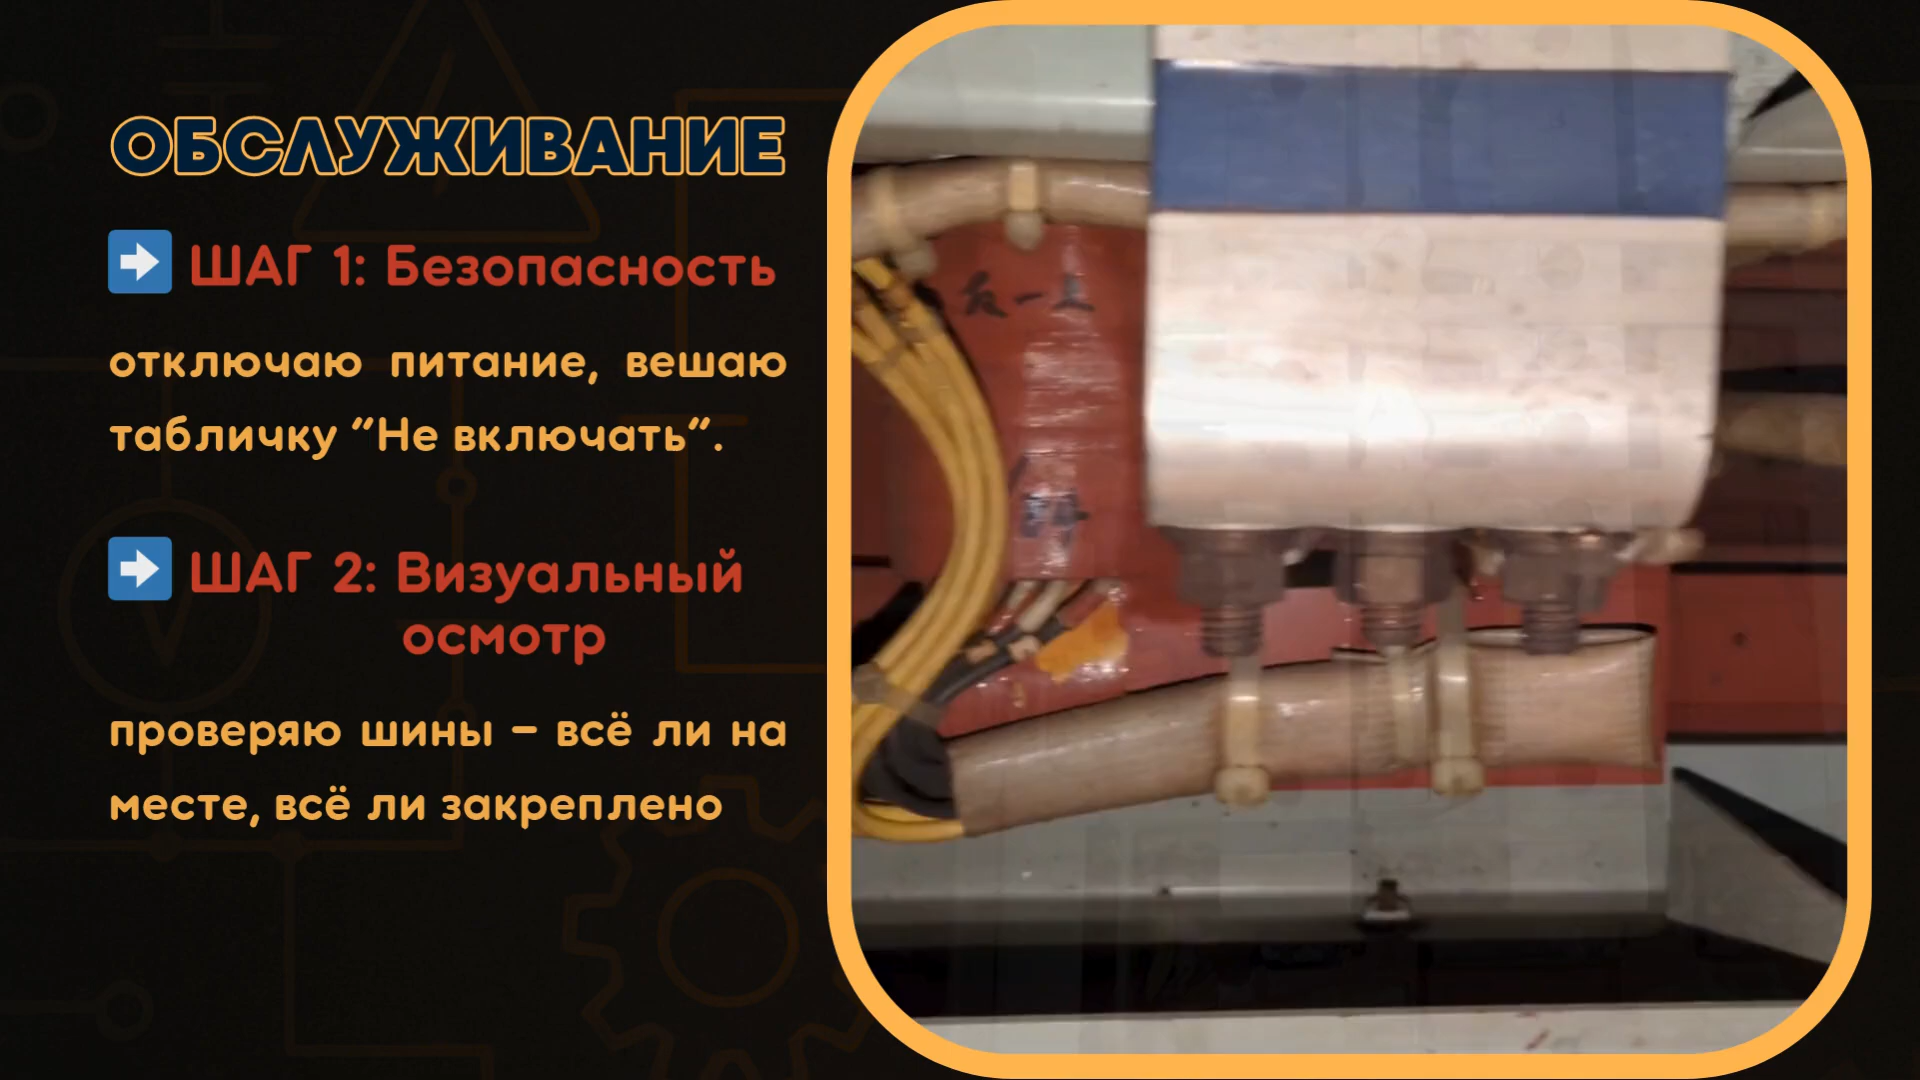 ОБСЛУЖИВАНИЕ
ШАГ 1: Безопасность
отключаю питание, вешаю
табличку "Не включать".
ШАГ 2: Визуальный
осмотр
проверяю шины – всё ли на
месте, всё ли закреплено